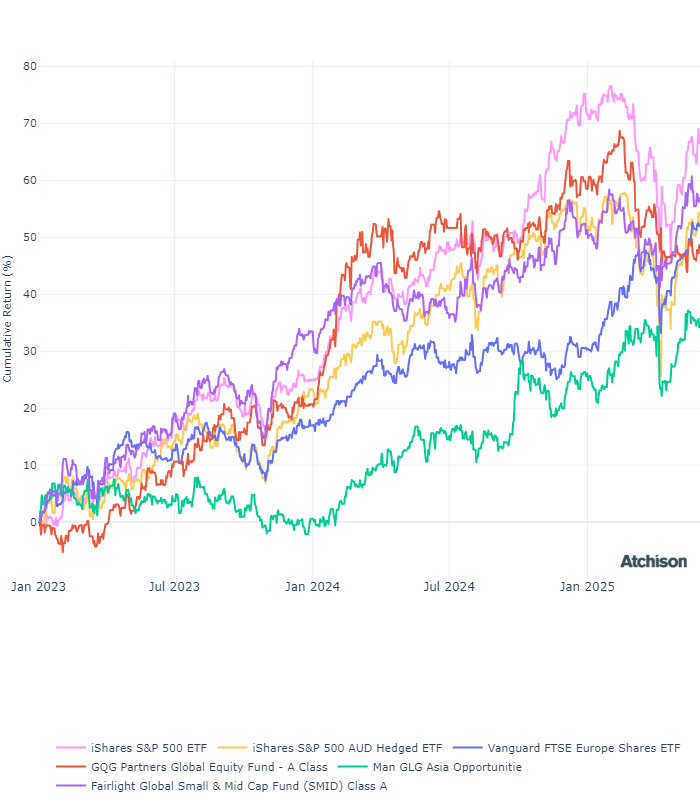 80
70
60
50
40
30
20
10
0
Cumulative Return (%)
Atchison
Jan 2023 Jul 2023 Jan 2024 Jul 2024 Jan 2025
iShares S&P 500 ETF iShares S&P 500 AUD Hedged ETF Vanguard FTSE Europe Shares ETF
GQG Partners Global Equity Fund - A Class Man GLG Asia Opportunitie
Fairlight Global Small & Mid Cap Fund (SMID) Class A